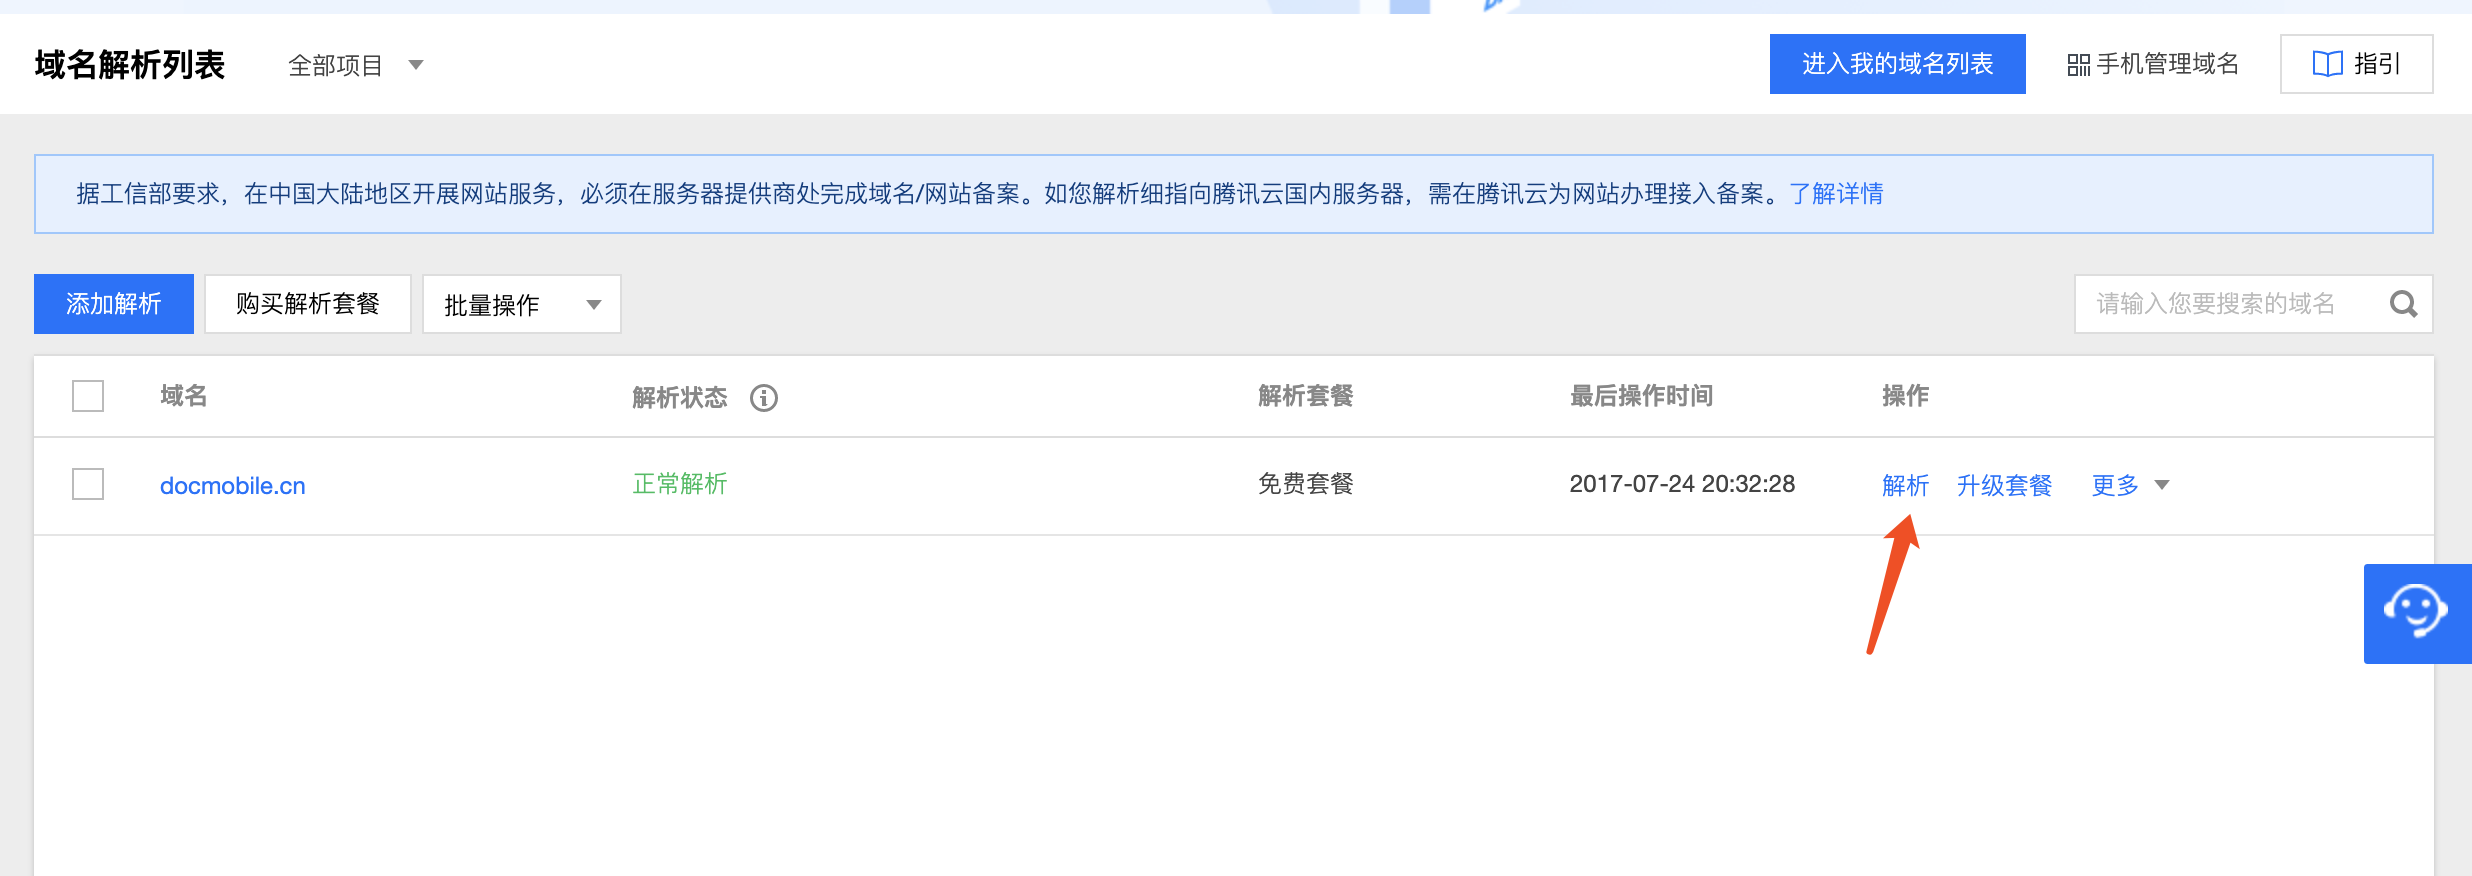 域名解析列表 全部项目 进入我的域名列表 手机管理域名 指引
据工信部要求，在中国大陆地区开展网站服务，必须在服务器提供商处完成域名/网站备案。如您解析细指向腾讯云国内服务器，需在腾讯云为网站办理接入备案。了解详情
添加解析 购买解析套餐 批量操作 请输入您要搜索的域名
域名 解析状态 解析套餐 最后操作时间 操作
docmobile.cn 正常解析 免费套餐 2017-07-24 20:32:28 解析 升级套餐 更多